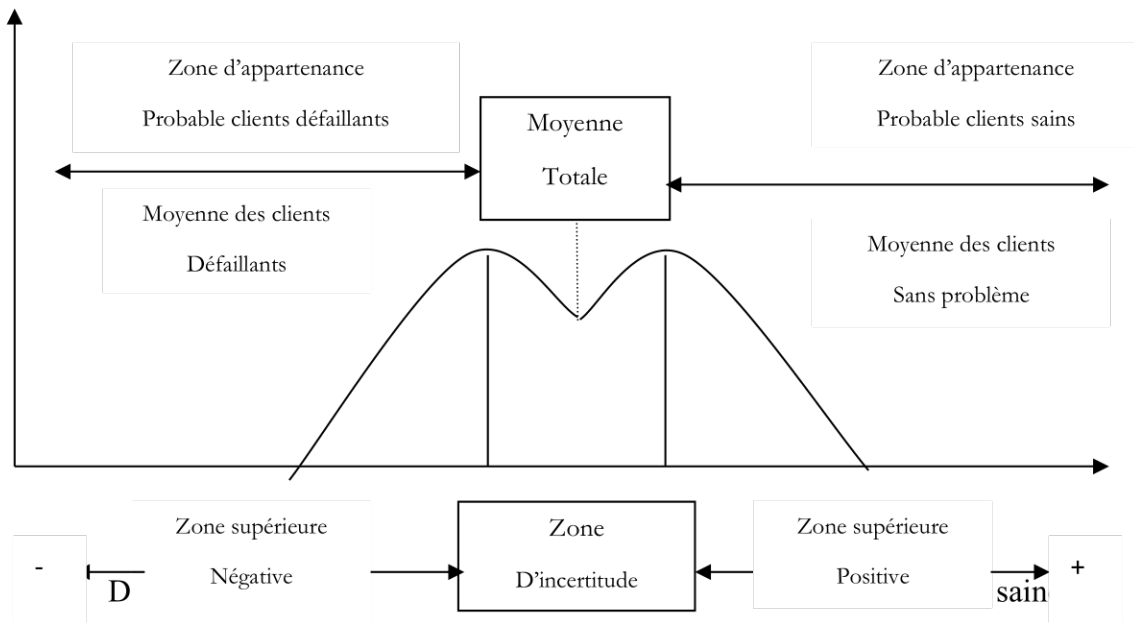 Zone d'appartenance
Probable clients défaillants
Zone d'appartenance
Probable clients sains
Moyenne
Totale
Moyenne des clients
Défaillants
Moyenne des clients
Sans problème
Zone supérieure
Négative
Zone
D'incertitude
Zone supérieure
Positive
-
D
+